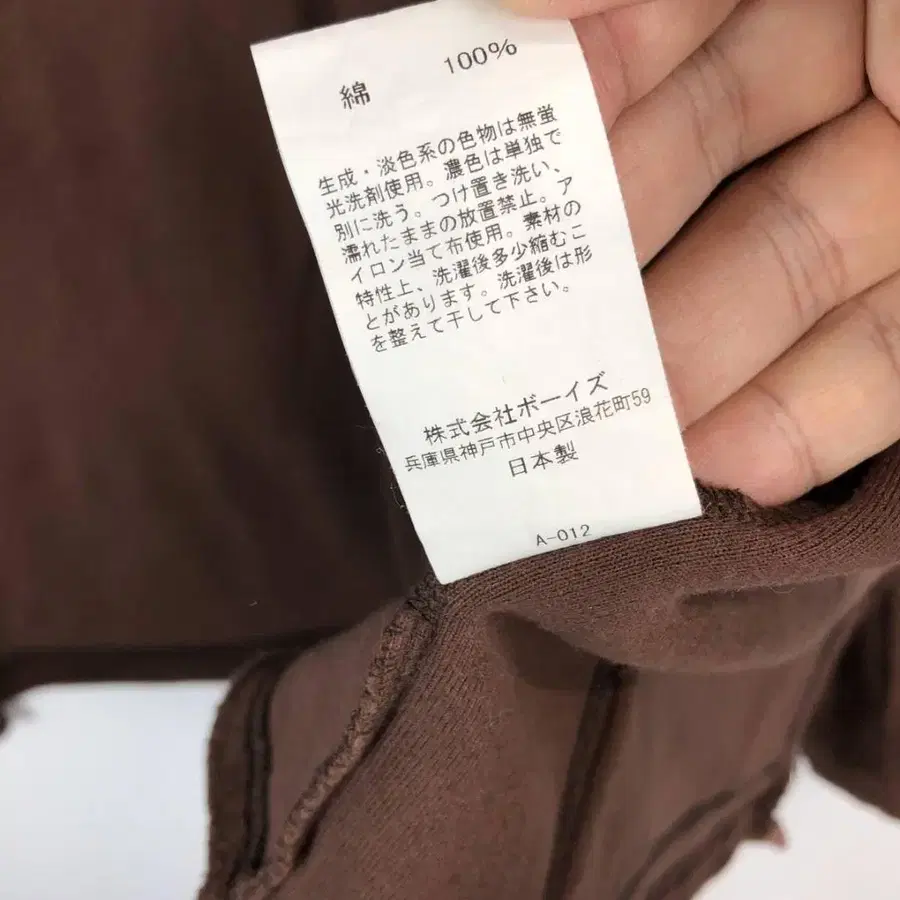 綿 100%
生成・淡色系の色物は無蛍
光洗剤使用。濃色は単独で
別に洗う。つけ置き洗い、
濡れたままの放置禁止。ア
イロン当て布使用。素材の
特性上、洗濯後多少縮むこ
とがあります。洗濯後は形
を整えて干して下さい。
株式会社ボーイズ
兵庫県神戸市中央区浪花町59
日本製
A-012